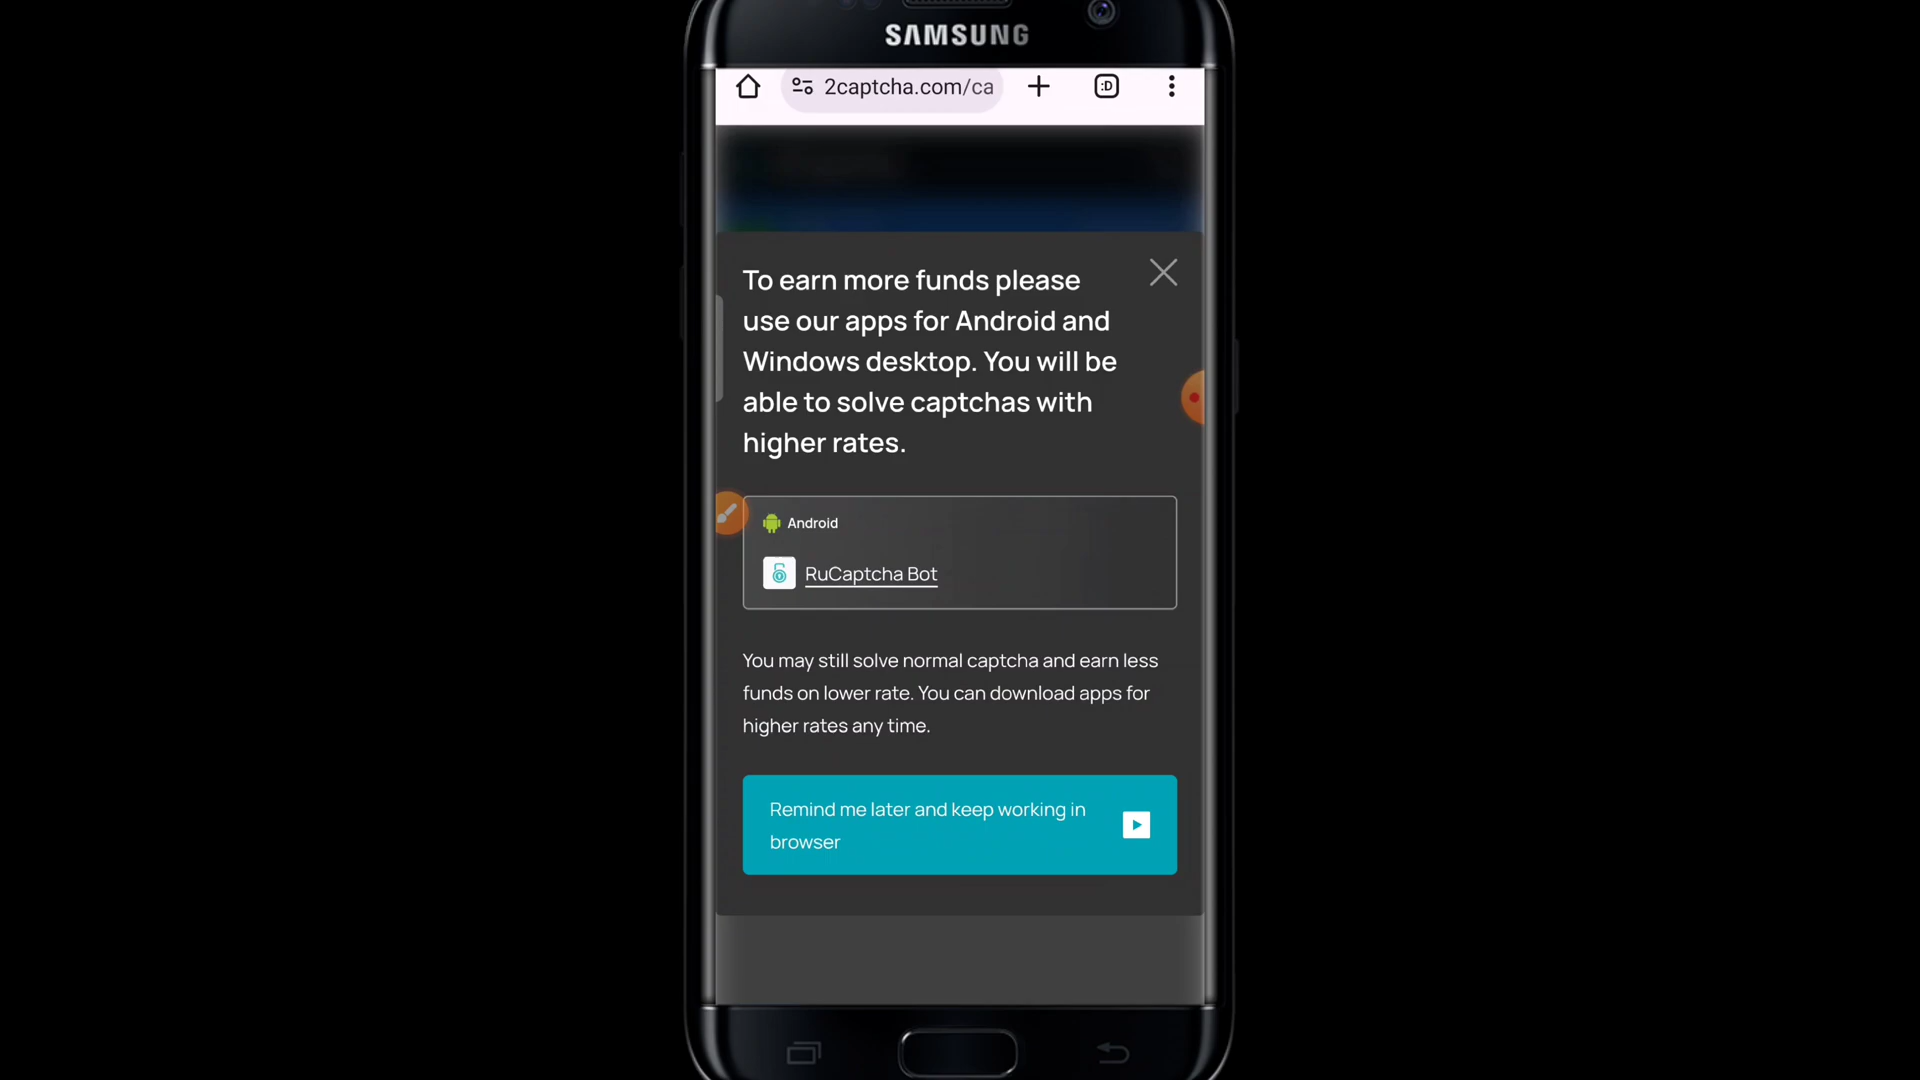 SAMSUNG
2captcha.com/ca
:D
To earn more funds please
use our apps for Android and
Windows desktop. You will be
able to solve captchas with
higher rates.
Android
RuCaptcha Bot
You may still solve normal captcha and earn less
funds on lower rate. You can download apps for
higher rates any time.
Remind me later and keep working in
browser